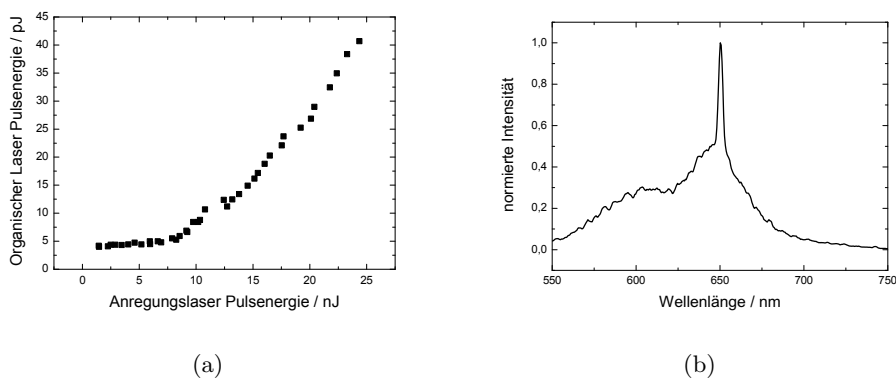 45
40
35
30
25
20
15
10
5
0
Organischer Laser Pulsenergie / pJ
0 5 10 15 20 25
Anregungslaser Pulsenergie / nJ
(a)
1,0
0,8
0,6
0,4
0,2
0,0
normierte Intensität
550 600 650 700 750
Wellenlänge / nm
(b)